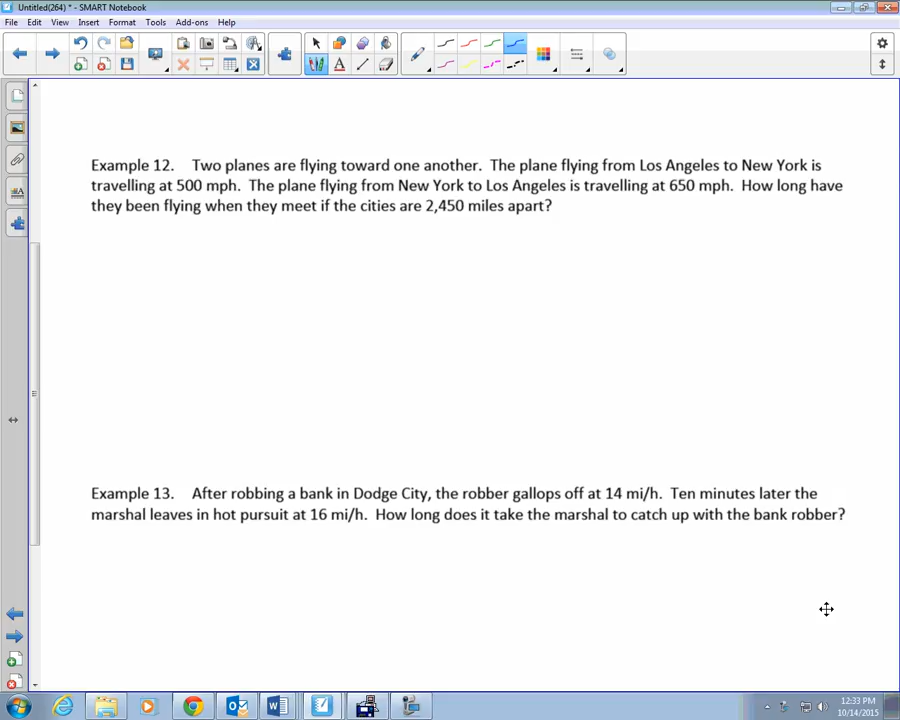 Untitled(264) * - SMART Notebook
File Edit View Insert Format Tools Add-ons Help
Example 12. Two planes are flying toward one another. The plane flying from Los Angeles to New York is
travelling at 500 mph. The plane flying from New York to Los Angeles is travelling at 650 mph. How long have
they been flying when they meet if the cities are 2,450 miles apart?
Example 13. After robbing a bank in Dodge City, the robber gallops off at 14 mi/h. Ten minutes later the
marshal leaves in hot pursuit at 16 mi/h. How long does it take the marshal to catch up with the bank robber?
12:33 PM
10/14/2015